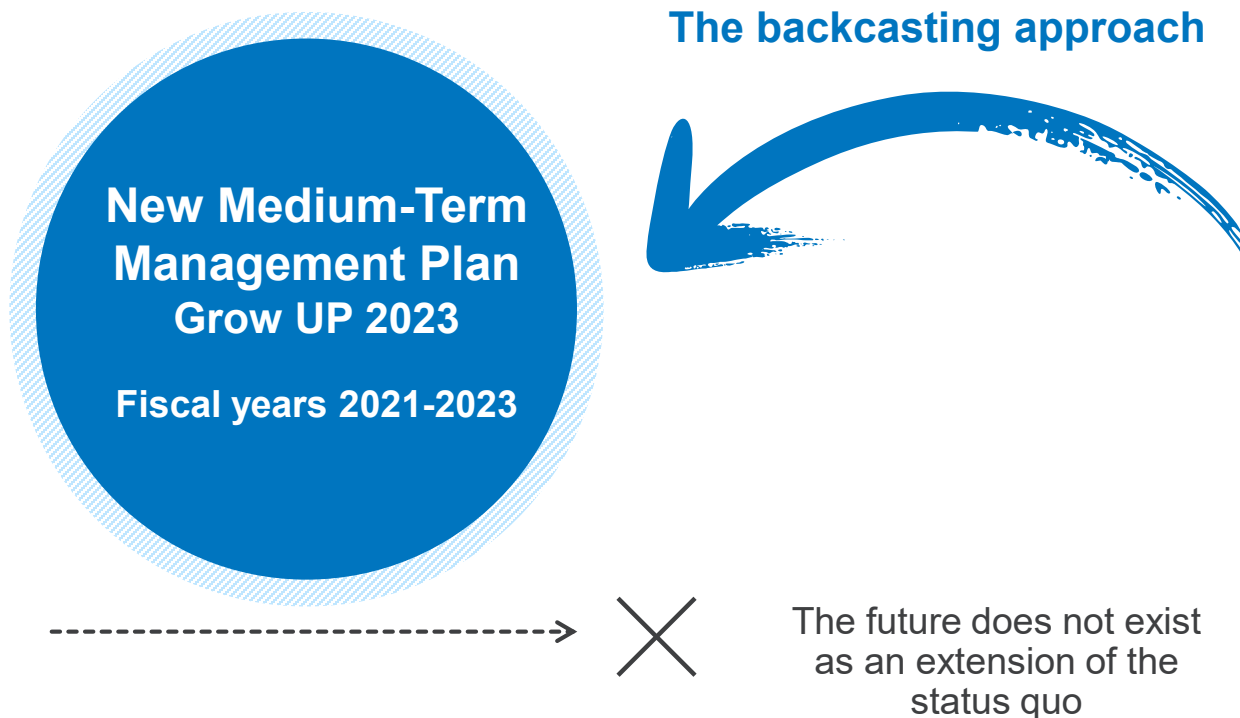 The backcasting approach
New Medium-Term
Management Plan
Grow UP 2023
Fiscal years 2021-2023
The future does not exist
as an extension of the
status quo